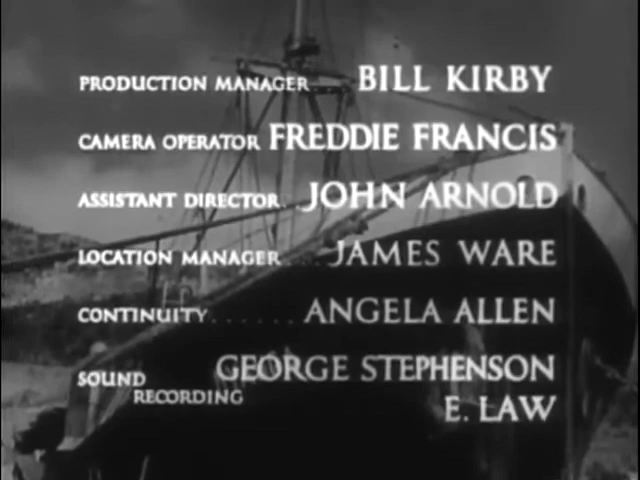 PRODUCTION MANAGER... BILL KIRBY
CAMERA OPERATOR FREDDIE FRANCIS
ASSISTANT DIRECTOR.. JOHN ARNOLD
LOCATION MANAGER.... JAMES WARE
CONTINUITY....... ANGELA ALLEN
SOUND RECORDING GEORGE STEPHENSON
E. LAW